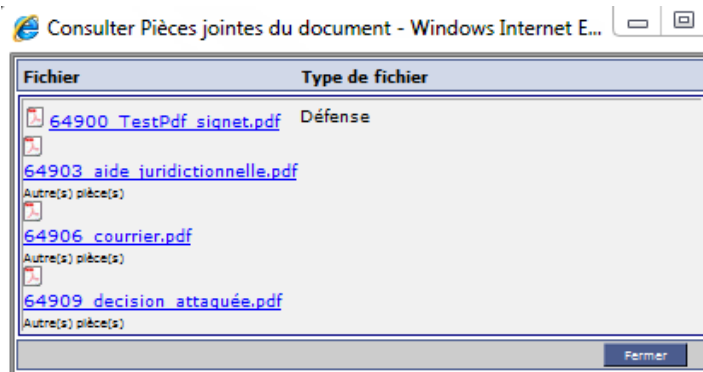 Consulter Pièces jointes du document - Windows Internet E...
Fichier Type de fichier
64900_TestPdf_signet.pdf Défense
64903_aide_juridictionnelle.pdf
Autre(s) pièce(s)
64906_courrier.pdf
Autre(s) pièce(s)
64909_decision_attaquée.pdf
Autre(s) pièce(s)
Fermer